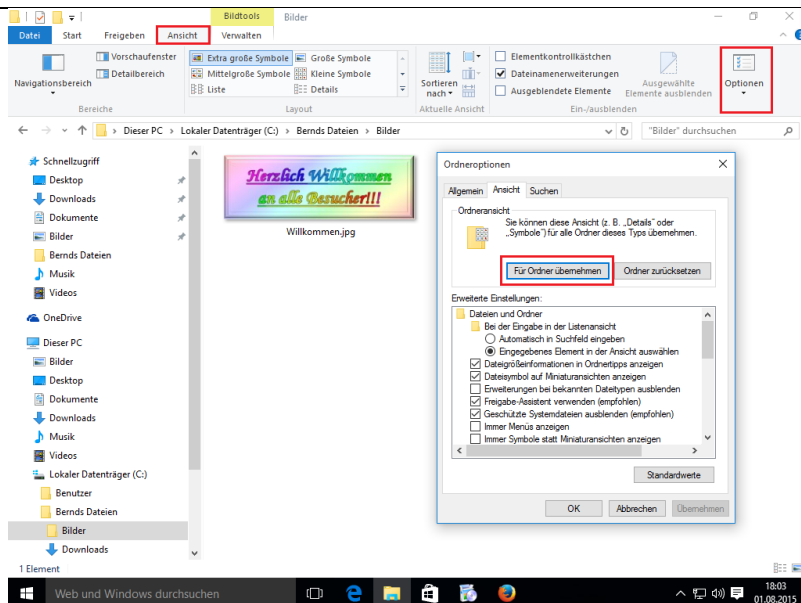 Bildtools Bilder
Datei Start Freigeben Ansicht Verwalten
Navigationsbereich
Vorschaufenster
Detailbereich
Bereiche
Extra große Symbole Große Symbole
Mittelgroße Symbole Kleine Symbole
Liste Details
Layout
Sortieren
nach
Aktuelle Ansicht
Elementkontrollkästchen
Dateinamenerweiterungen
Ausgeblendete Elemente
Ausgewählte
Elemente ausblenden
Ein-/ausblenden
Optionen
Dieser PC > Lokaler Datenträger (C:) > Bernds Dateien > Bilder
"Bilder" durchsuchen
Schnellzugriff
Desktop
Downloads
Dokumente
Bilder
Bernds Dateien
Musik
Videos
OneDrive
Dieser PC
Bilder
Desktop
Dokumente
Downloads
Musik
Videos
Lokaler Datenträger (C:)
Benutzer
Bernds Dateien
Bilder
Downloads
Herzlich Willkommen
an alle Besucher!!!
Willkommen.jpg
Ordneroptionen
Allgemein Ansicht Suchen
Ordneransicht
Sie können diese Ansicht (z. B. „Details" oder
„Symbole") für alle Ordner dieses Typs übernehmen.
Für Ordner übernehmen Ordner zurücksetzen
Erweiterte Einstellungen:
Dateien und Ordner
Bei der Eingabe in der Listenansicht
Automatisch in Suchfeld eingeben
Eingegebenes Element in der Ansicht auswählen
Dateigrößeinformationen in Ordnertipps anzeigen
Dateisymbol auf Miniaturansichten anzeigen
Erweiterungen bei bekannten Dateitypen ausblenden
Freigabe-Assistent verwenden (empfohlen)
Geschützte Systemdateien ausblenden (empfohlen)
Immer Menüs anzeigen
Immer Symbole statt Miniaturansichten anzeigen
Standardwerte
OK Abbrechen Übernehmen
1 Element
Web und Windows durchsuchen
18:03
01.08.2015